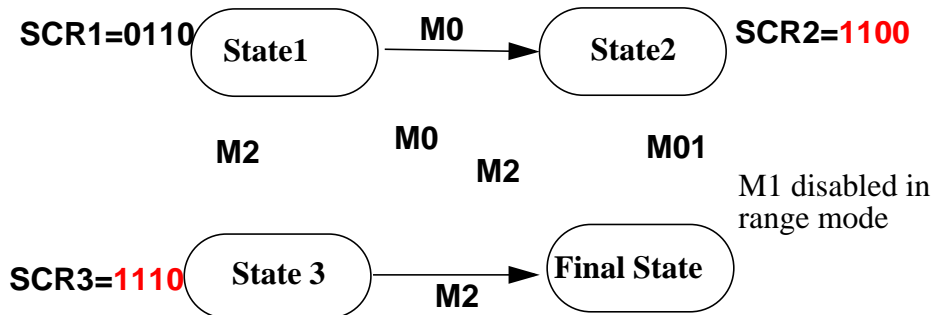 SCR1=0110 State1 M0 State2 SCR2=1100
M2 M0 M2 M01
M1 disabled in
range mode
SCR3=1110 State 3 M2 Final State